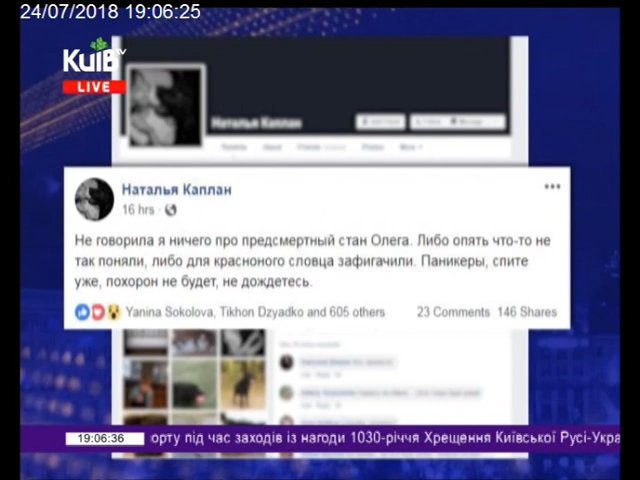 24/07/2018 19:06:25
Київ TV
LIVE
Наталья Каплан
Наталья Каплан
16 hrs
Не говорила я ничего про предсмертный стан Олега. Либо опять что-то не
так поняли, либо для красноного словца зафигачили. Паникеры, спите
уже, похорон не будет, не дождетесь.
Yanina Sokolova, Tikhon Dzyadko and 605 others 23 Comments 146 Shares
19:06:36 орту під час заходів із нагоди 1030-річчя Хрещення Київської Русі-Укра